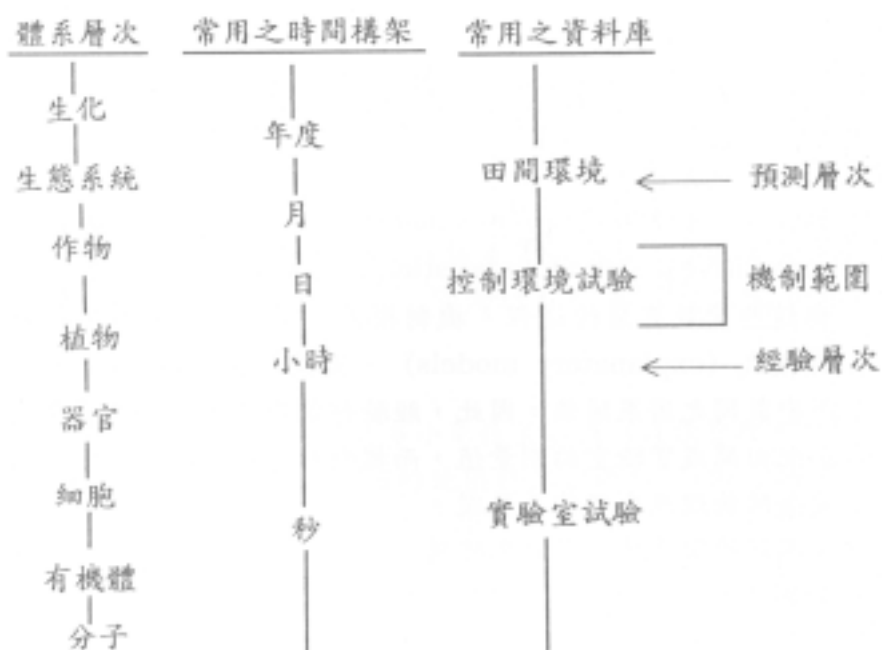 體系層次 常用之時間構架 常用之資料庫
生化
年度
生態系統 田間環境 預測層次
月
作物
日 控制環境試驗 機制範圍
植物
小時 經驗層次
器官
細胞
秒 實驗室試驗
有機體
分子